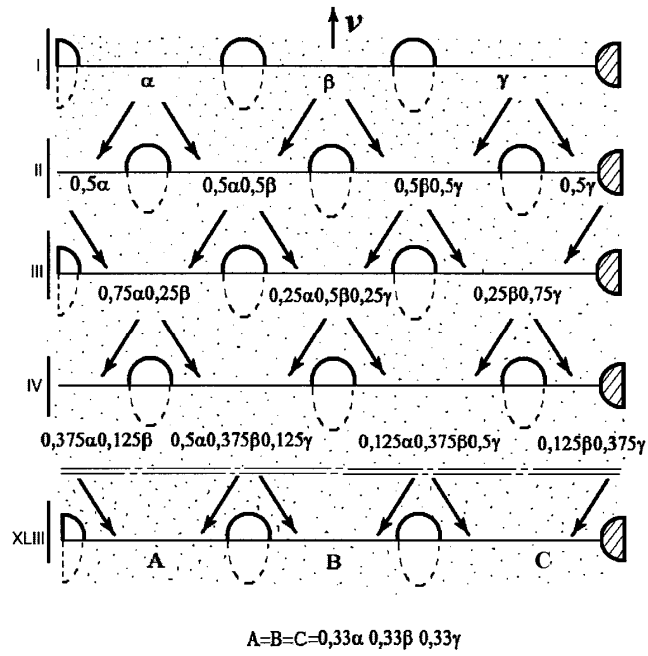 v
I
α β γ
II
0,5α 0,5α0,5β 0,5β0,5γ 0,5γ
III
0,75α0,25β 0,25α0,5β0,25γ 0,25β0,75γ
IV
0,375α0,125β 0,5α0,375β0,125γ 0,125α0,375β0,5γ 0,125β0,375γ
XLIII
A B C
A=B=C=0,33α 0,33β 0,33γ